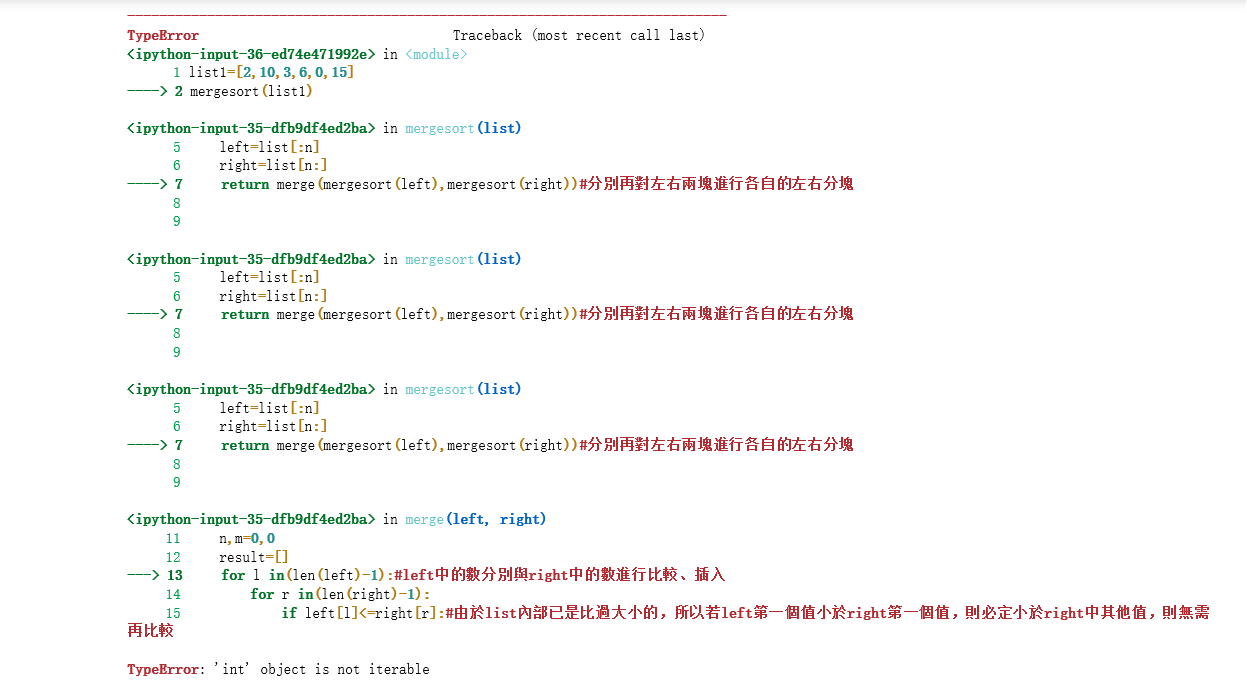 ---------------------------------------------------------------------------
TypeError Traceback (most recent call last)
<ipython-input-36-ed74e471992e> in <module>
1 list1=[2,10,3,6,0,15]
----> 2 mergesort(list1)
<ipython-input-35-dfb9df4ed2ba> in mergesort(list)
5 left=list[:n]
6 right=list[n:]
----> 7 return merge(mergesort(left),mergesort(right))#分別再對左右兩塊進行各自的左右分塊
8
9
<ipython-input-35-dfb9df4ed2ba> in mergesort(list)
5 left=list[:n]
6 right=list[n:]
----> 7 return merge(mergesort(left),mergesort(right))#分別再對左右兩塊進行各自的左右分塊
8
9
<ipython-input-35-dfb9df4ed2ba> in mergesort(list)
5 left=list[:n]
6 right=list[n:]
----> 7 return merge(mergesort(left),mergesort(right))#分別再對左右兩塊進行各自的左右分塊
8
9
<ipython-input-35-dfb9df4ed2ba> in merge(left, right)
11 n,m=0,0
12 result=[]
---> 13 for l in(len(left)-1):#left中的數分別與right中的數進行比較、插入
14 for r in(len(right)-1):
15 if left[l]<=right[r]:#由於list內部已是比過大小的，所以若left第一個值小於right第一個值，則必定小於right中其他值，則無需
再比較
TypeError: 'int' object is not iterable